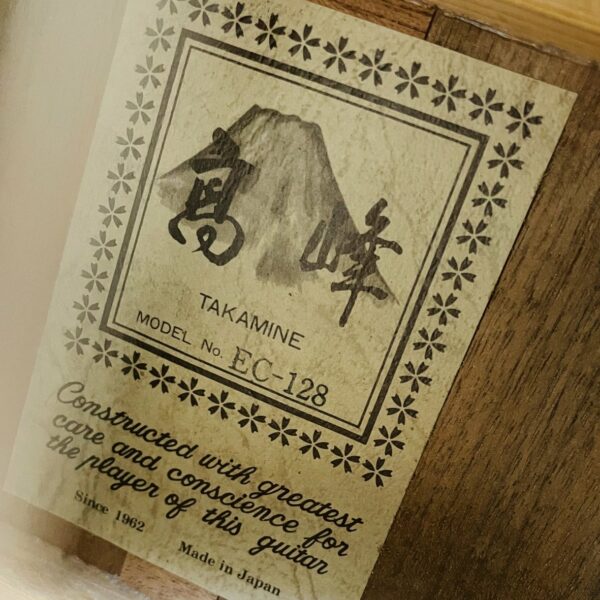 高峰
TAKAMINE
MODEL No. EC-128
Constructed with greatest
care and conscience for
the player of this guitar
Since 1962 Made in Japan